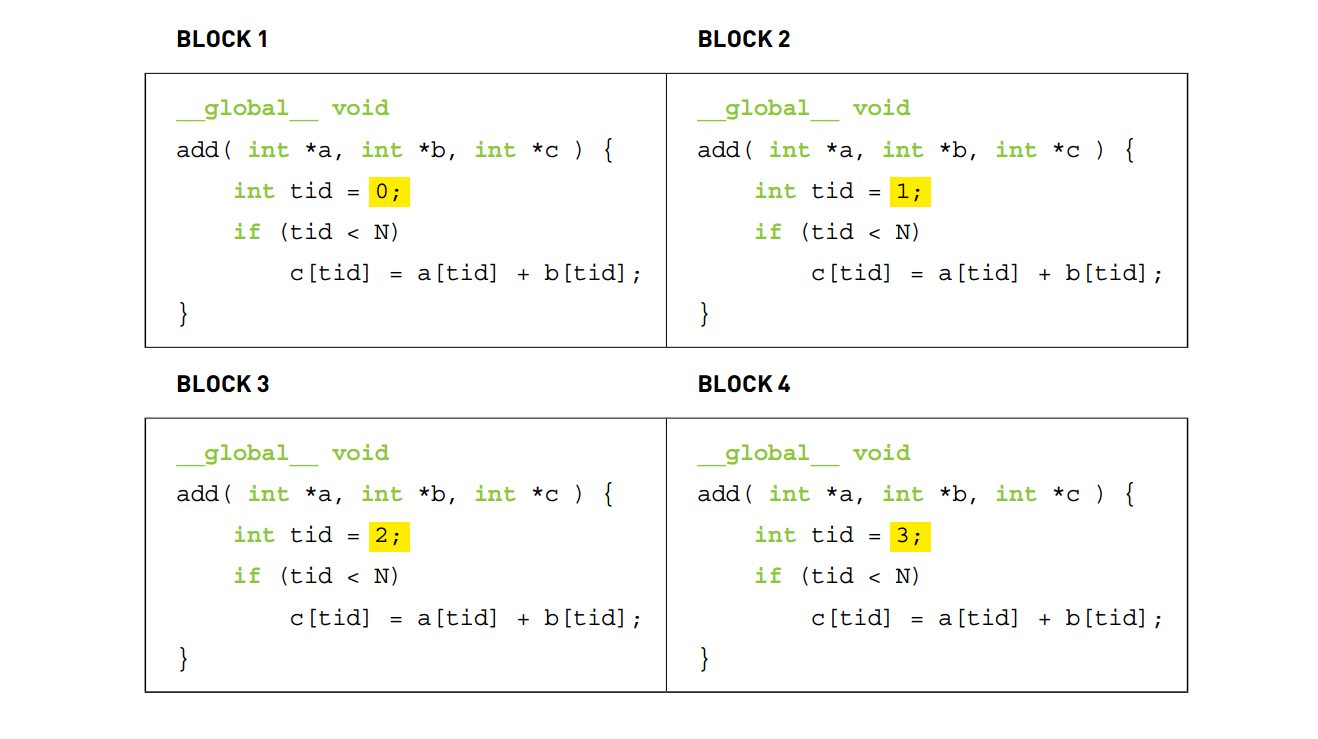 BLOCK 1
__global__ void
add( int *a, int *b, int *c ) {
    int tid = 0;
    if (tid < N)
        c[tid] = a[tid] + b[tid];
}
BLOCK 2
__global__ void
add( int *a, int *b, int *c ) {
    int tid = 1;
    if (tid < N)
        c[tid] = a[tid] + b[tid];
}
BLOCK 3
__global__ void
add( int *a, int *b, int *c ) {
    int tid = 2;
    if (tid < N)
        c[tid] = a[tid] + b[tid];
}
BLOCK 4
__global__ void
add( int *a, int *b, int *c ) {
    int tid = 3;
    if (tid < N)
        c[tid] = a[tid] + b[tid];
}